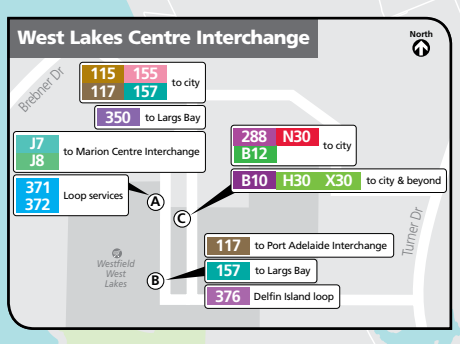 West Lakes Centre Interchange
North
Brebner Dr
115 155
117 157
to city
350 to Largs Bay
J7
J8
to Marion Centre Interchange
371
372
Loop services
288 N30
B12
to city
B10 H30 X30 to city & beyond
A
C
B
Turner Dr
Westfield
West
Lakes
117 to Port Adelaide Interchange
157 to Largs Bay
376 Delfin Island loop